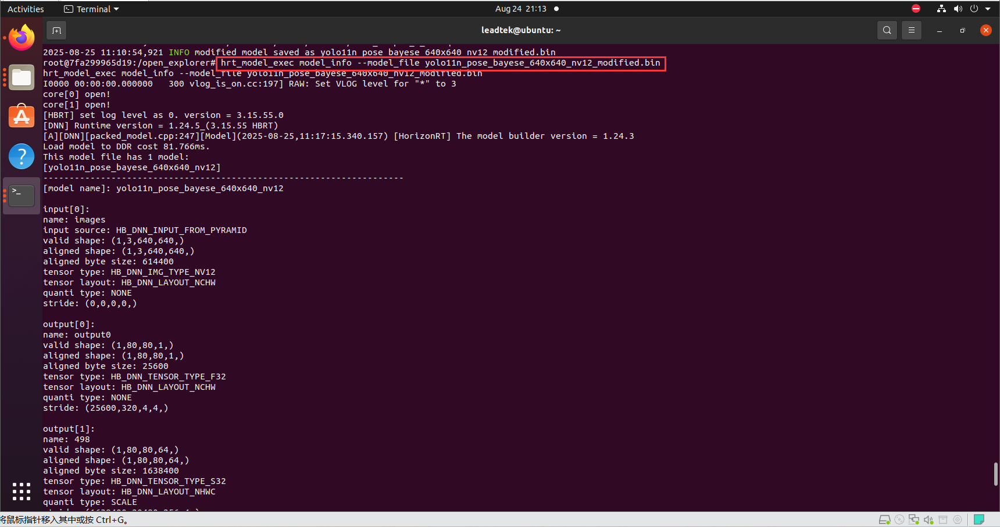 Activities
Terminal
Aug 24 21:13
leadtek@ubuntu: ~
2025-08-25 11:10:54,921 INFO modified model saved as yolo11n_pose_bayese_640x640_nv12_modified.bin
root@7fa299965d19:/open_explorer# hrt_model_exec model_info --model_file yolo11n_pose_bayese_640x640_nv12_modified.bin
hrt_model_exec model_info --model_file yolo11n_pose_bayese_640x640_nv12_modified.bin
I0000 00:00:00.000000   300 vlog_is_on.cc:197] RAW: Set VLOG level for "*" to 3
core[0] open!
core[1] open!
[HBRT] set log level as 0. version = 3.15.55.0
[DNN] Runtime version = 1.24.5_(3.15.55 HBRT)
[A][DNN][packed_model.cpp:247][Model](2025-08-25,11:17:15.340.157) [HorizonRT] The model builder version = 1.24.3
Load model to DDR cost 81.766ms.
This model file has 1 model:
[yolo11n_pose_bayese_640x640_nv12]
---------------------------------------------------------------------
[model name]: yolo11n_pose_bayese_640x640_nv12
input[0]:
name: images
input source: HB_DNN_INPUT_FROM_PYRAMID
valid shape: (1,3,640,640,)
aligned shape: (1,3,640,640,)
aligned byte size: 614400
tensor type: HB_DNN_IMG_TYPE_NV12
tensor layout: HB_DNN_LAYOUT_NCHW
quanti type: NONE
stride: (0,0,0,0,)
output[0]:
name: output0
valid shape: (1,80,80,1,)
aligned shape: (1,80,80,1,)
aligned byte size: 25600
tensor type: HB_DNN_TENSOR_TYPE_F32
tensor layout: HB_DNN_LAYOUT_NCHW
quanti type: NONE
stride: (25600,320,4,4,)
output[1]:
name: 498
valid shape: (1,80,80,64,)
aligned shape: (1,80,80,64,)
aligned byte size: 1638400
tensor type: HB_DNN_TENSOR_TYPE_S32
tensor layout: HB_DNN_LAYOUT_NHWC
quanti type: SCALE
将鼠标指针移入其中或按 Ctrl+G。